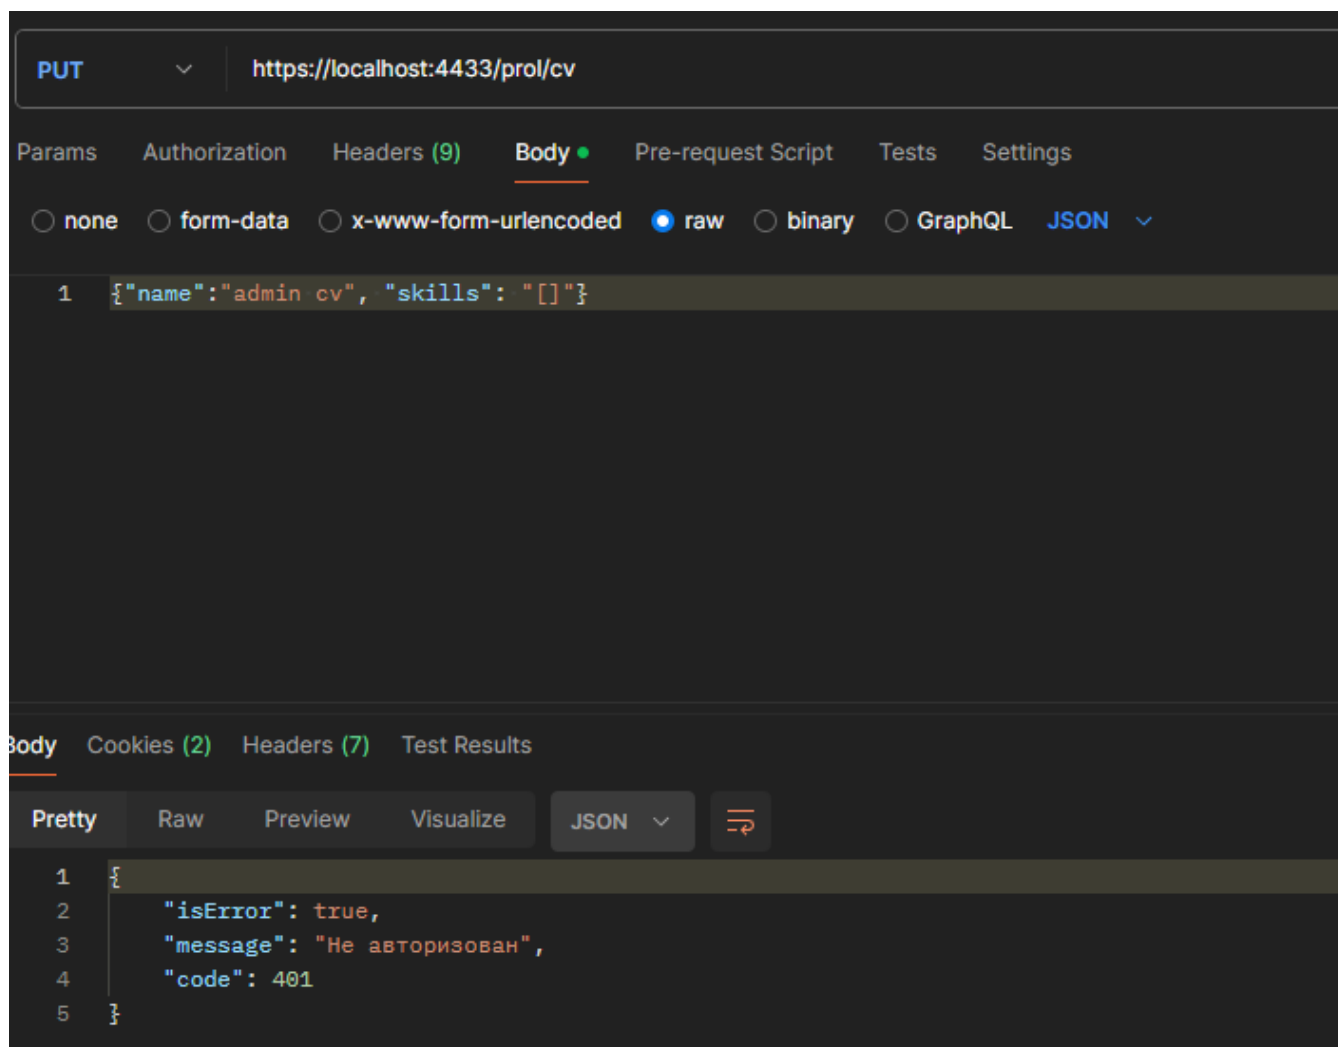 PUT https://localhost:4433/prol/cv
Params Authorization Headers (9) Body Pre-request Script Tests Settings
none form-data x-www-form-urlencoded raw binary GraphQL JSON
1 {"name":"admin cv", "skills": "[]"}
Body Cookies (2) Headers (7) Test Results
Pretty Raw Preview Visualize JSON
1 {
2 "isError": true,
3 "message": "Не авторизован",
4 "code": 401
5 }